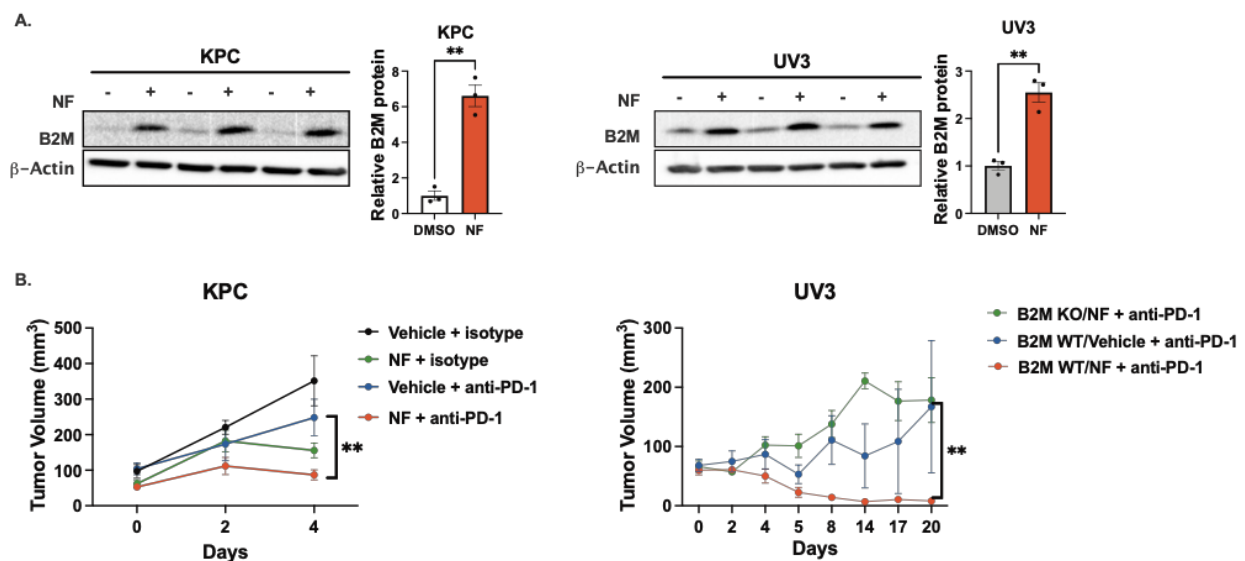 A.
KPC
NF - + - + - +
B2M
β-Actin
KPC
**
Relative B2M protein
8
6
4
2
0
DMSO NF
UV3
NF - + - + - +
B2M
β-Actin
UV3
**
Relative B2M protein
3
2
1
0
DMSO NF
B.
KPC
Tumor Volume (mm³)
500
400
300
200
100
0
0 2 4
Days
**
Vehicle + isotype
NF + isotype
Vehicle + anti-PD-1
NF + anti-PD-1
UV3
Tumor Volume (mm³)
300
200
100
0
0 2 4 5 8 14 17 20
Days
**
B2M KO/NF + anti-PD-1
B2M WT/Vehicle + anti-PD-1
B2M WT/NF + anti-PD-1